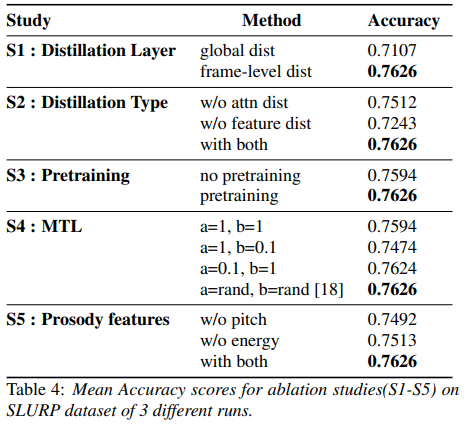 Study Method Accuracy
S1 : Distillation Layer global dist 0.7107
frame-level dist 0.7626
S2 : Distillation Type w/o attn dist 0.7512
w/o feature dist 0.7243
with both 0.7626
S3 : Pretraining no pretraining 0.7594
pretraining 0.7626
S4 : MTL a=1, b=1 0.7594
a=1, b=0.1 0.7474
a=0.1, b=1 0.7624
a=rand, b=rand [18] 0.7626
S5 : Prosody features w/o pitch 0.7492
w/o energy 0.7513
with both 0.7626
Table 4: Mean Accuracy scores for ablation studies(S1-S5) on
SLURP dataset of 3 different runs.